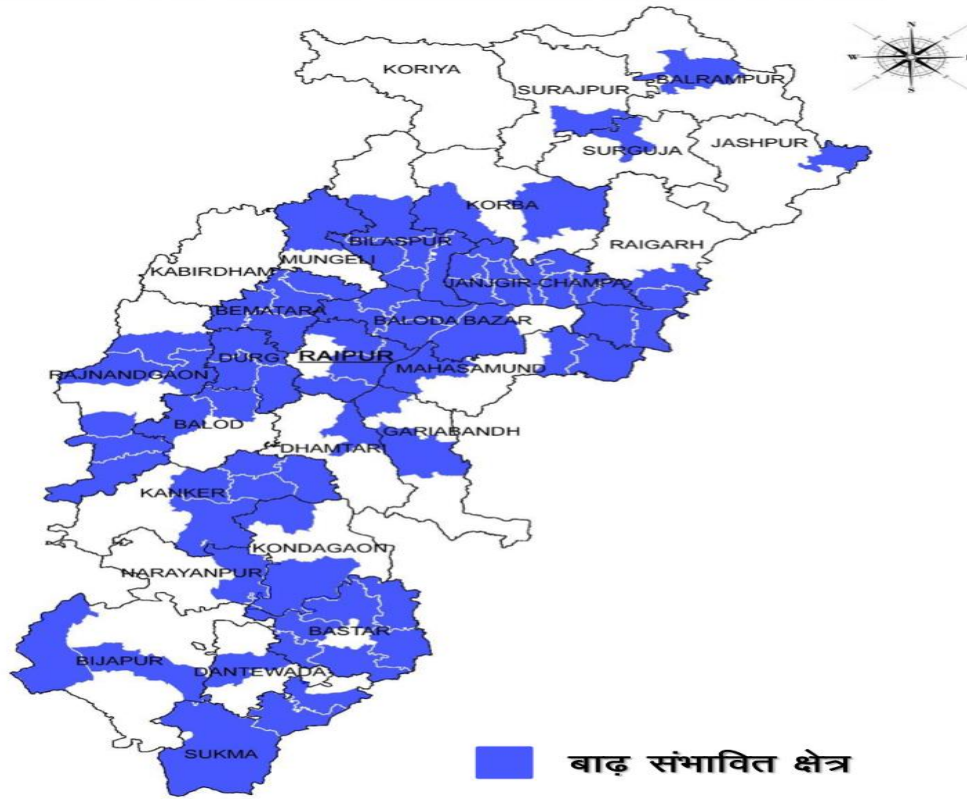 N
W
S
KORIYA
SURAJPUR
BALRAMPUR
SURGUJA
JASHPUR
KORBA
RAIGARH
BILASPUR
MUNGELI
KABIRDHAM
JANJGIR-CHAMPA
BEMATARA
BALODA BAZAR
DURG
RAIPUR
RAJNANDGAON
MAHASAMUND
BALOD
GARIABANDH
DHAMTARI
KANKER
KONDAGAON
NARAYANPUR
BASTAR
BIJAPUR
DANTEWADA
SUKMA
बाढ़ संभावित क्षेत्र